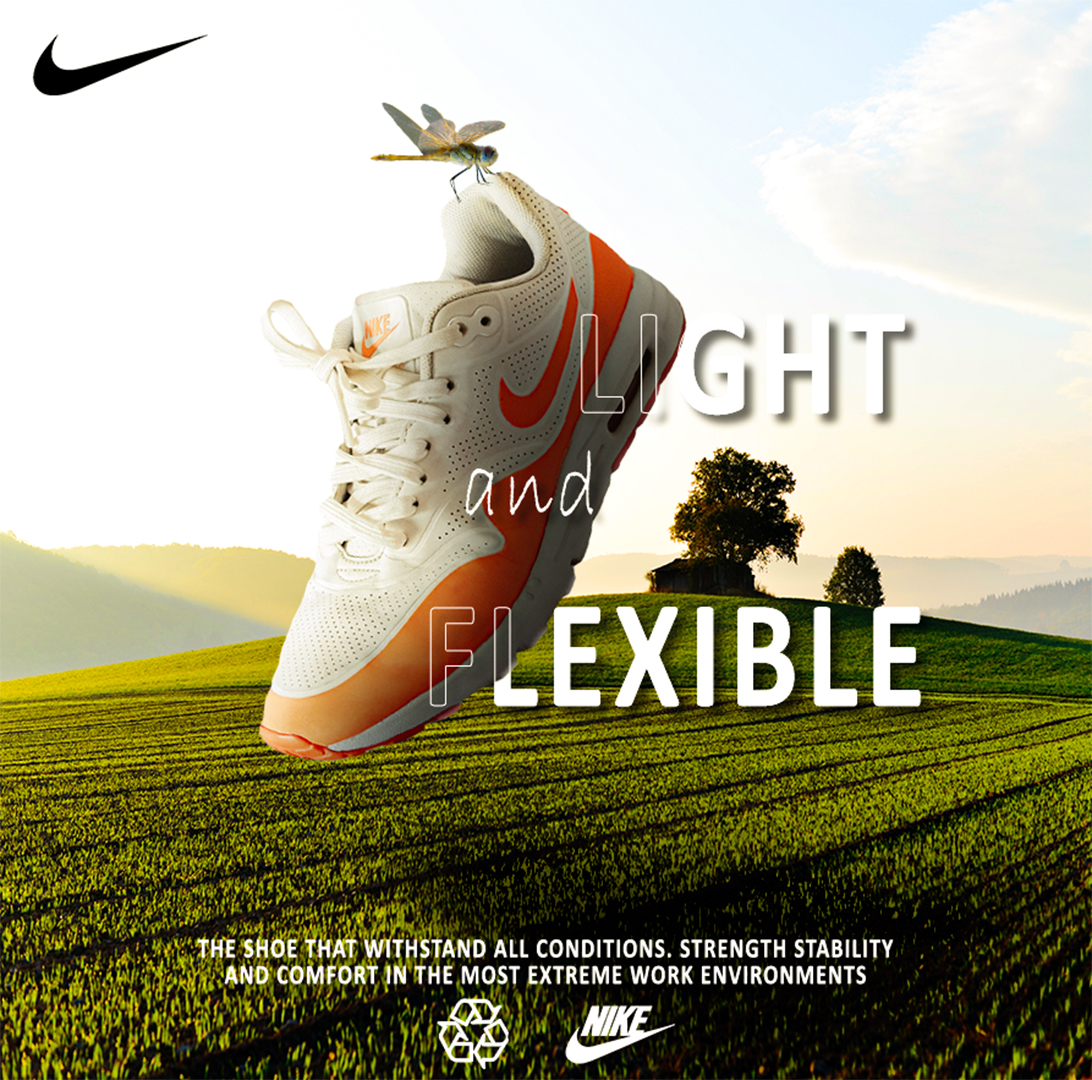 NIKE
LIGHT
and
FLEXIBLE
THE SHOE THAT WITHSTAND ALL CONDITIONS. STRENGTH STABILITY
AND COMFORT IN THE MOST EXTREME WORK ENVIRONMENTS
NIKE